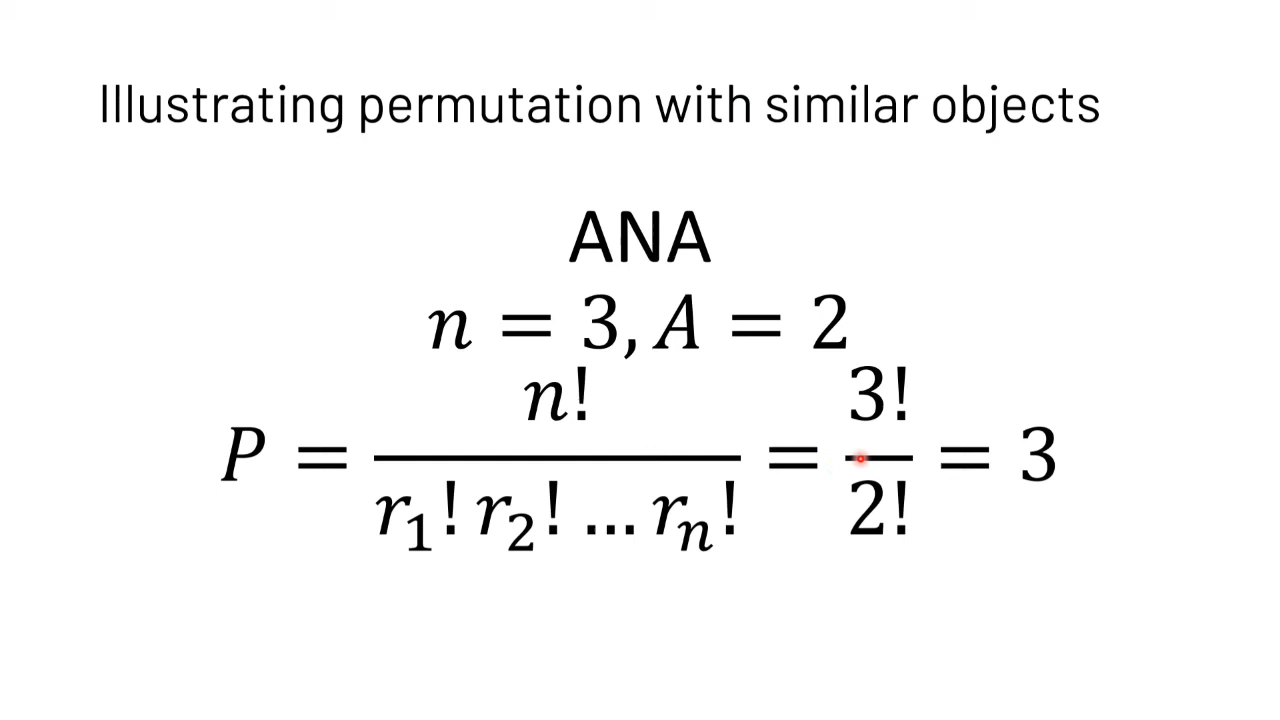 Illustrating permutation with similar objects
ANA
n = 3, A = 2
P = n! / r₁! r₂! … rₙ! = 3! / 2! = 3